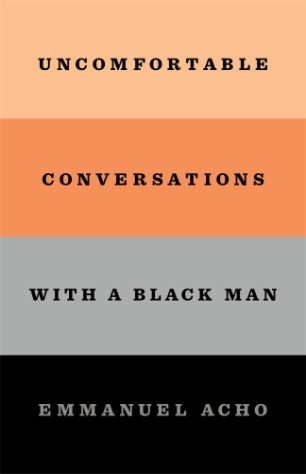 UNCOMFORTABLE
CONVERSATIONS
WITH A BLACK MAN
EMMANUEL ACHO